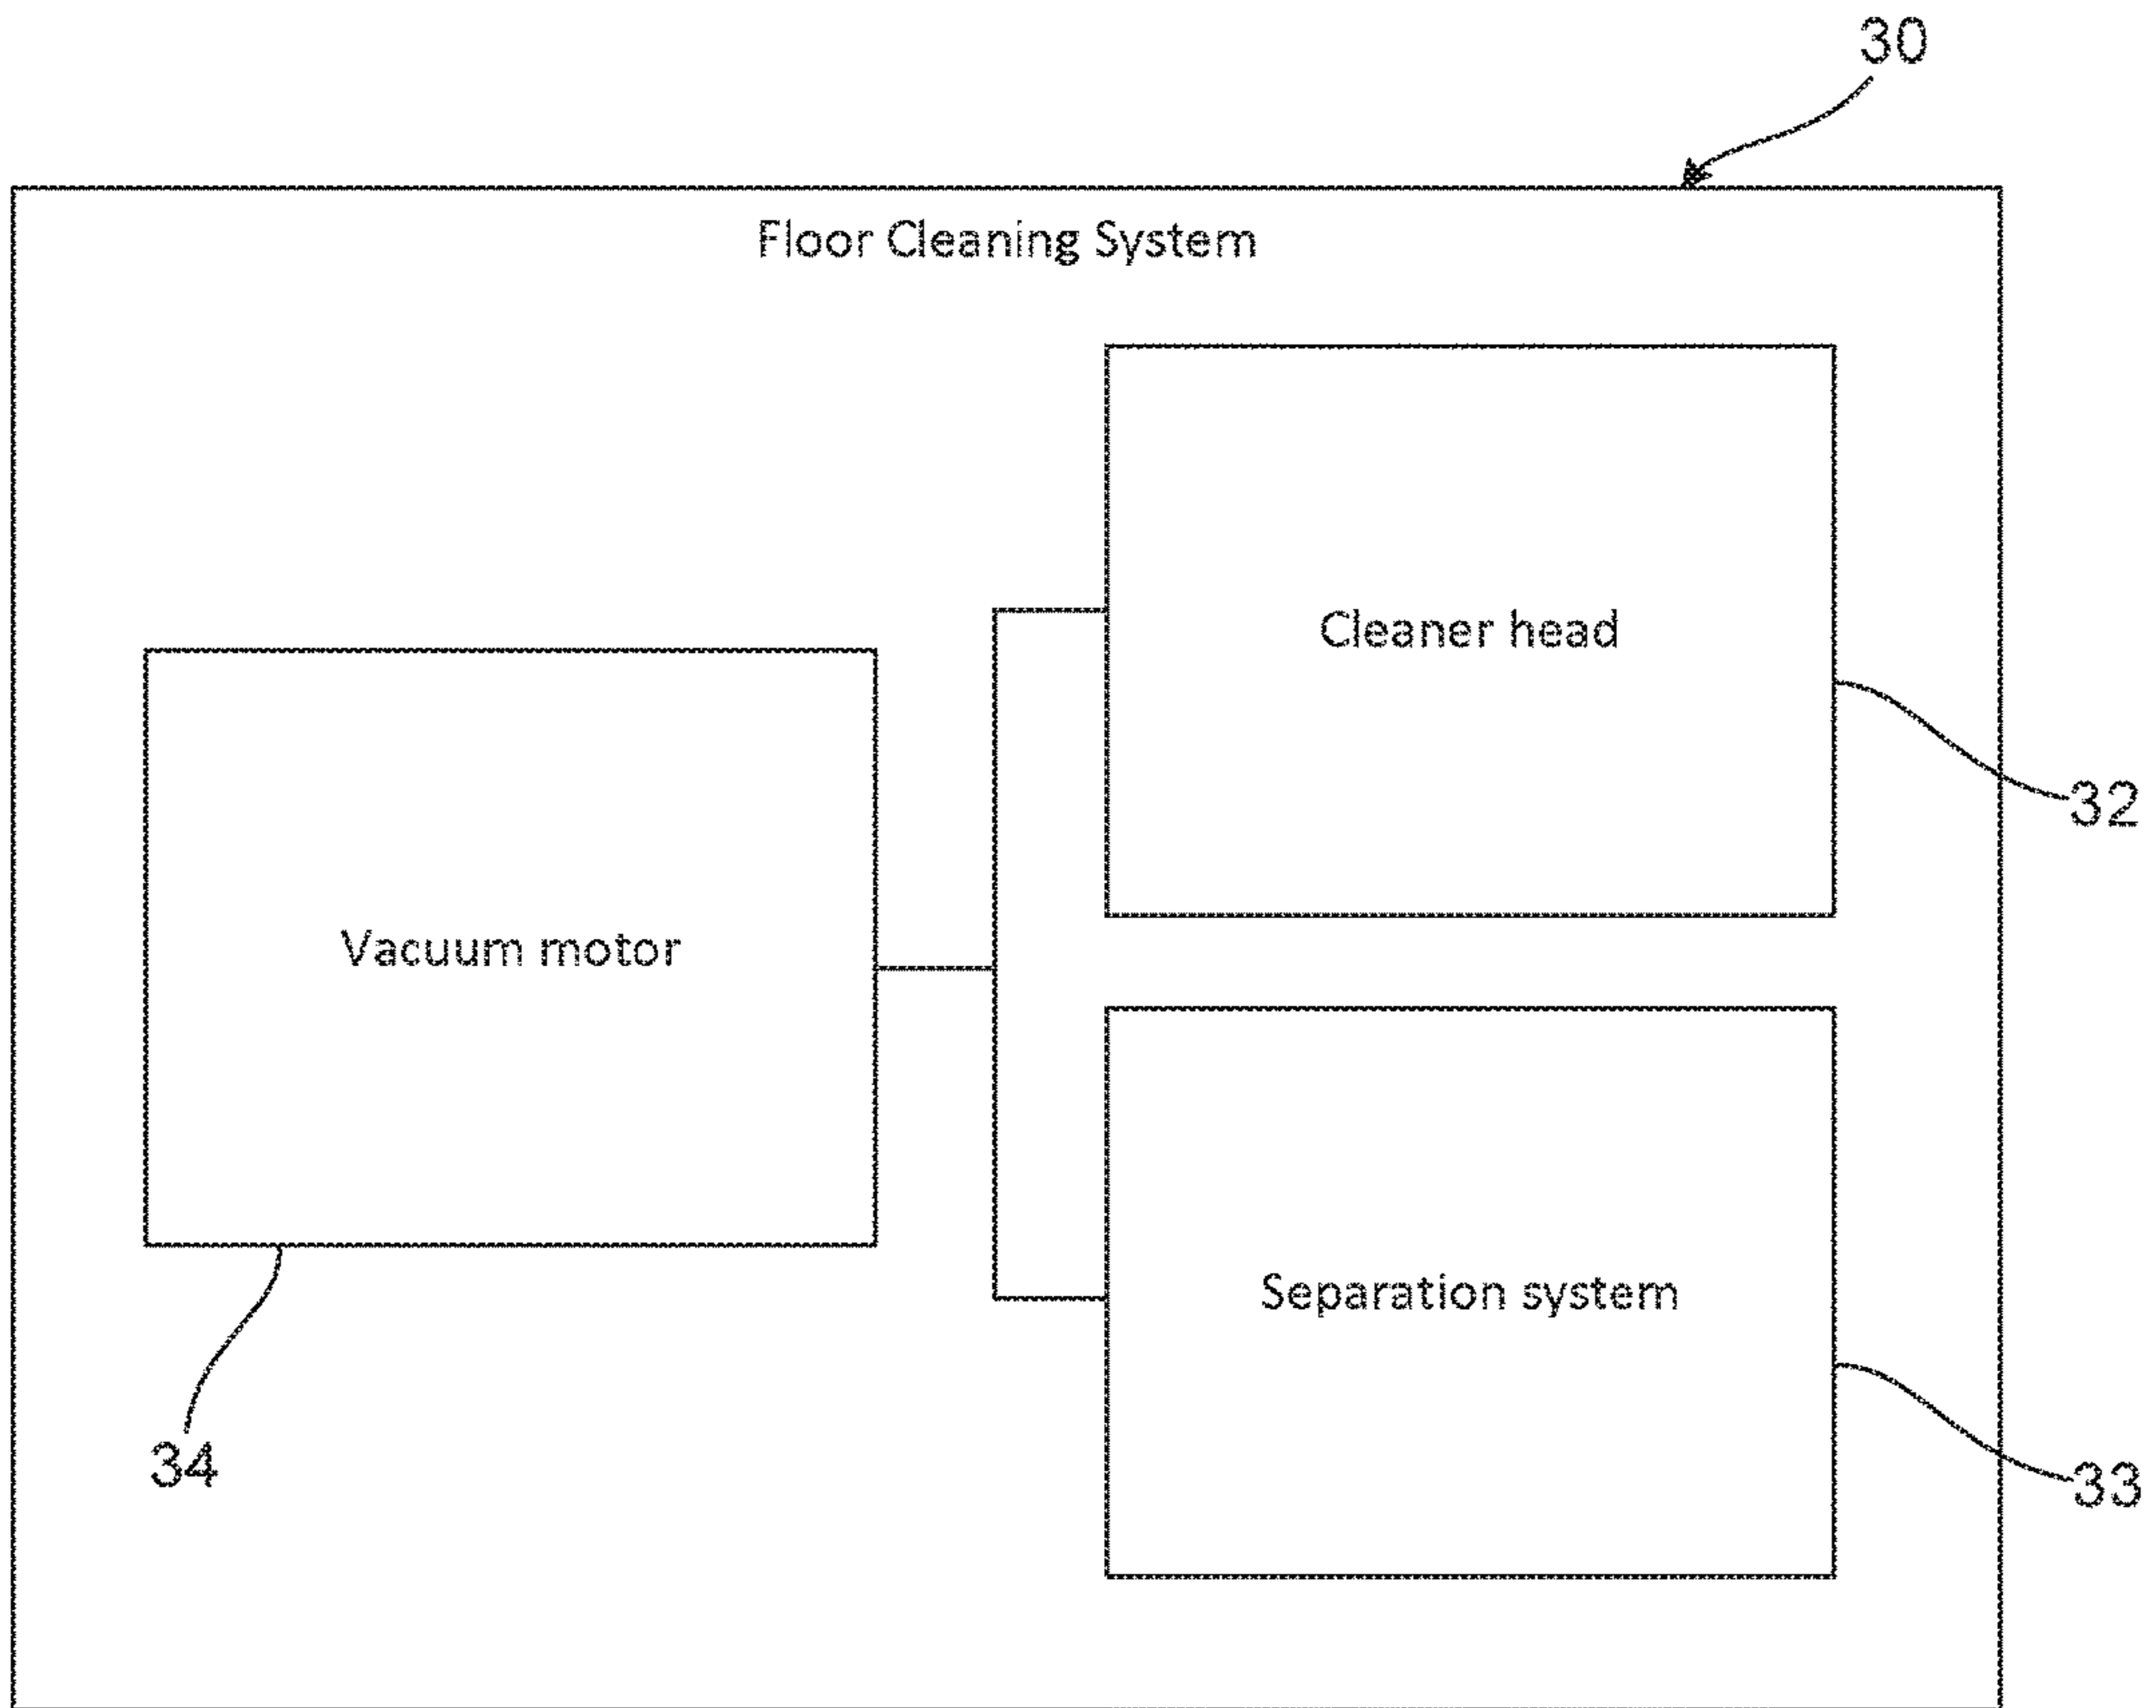 30
Floor Cleaning System
Cleaner head
32
Vacuum motor
Separation system
34
33